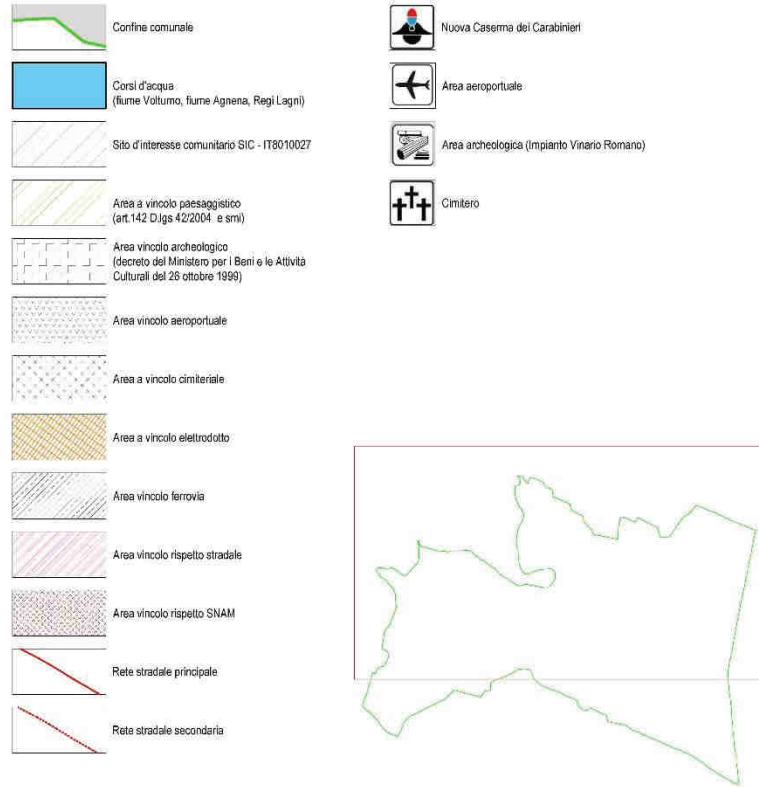 Confine comunale
Corsi d'acqua
(fiume Volturno, fiume Agnena, Regi Lagni)
Sito d'interesse comunitario SIC - IT8010027
Area a vincolo paesaggistico
(art.142 D.lgs 42/2004 e smi)
Area vincolo archeologico
(decreto del Ministero per i Beni e le Attività
Culturali del 26 ottobre 1999)
Area vincolo aeroportuale
Area a vincolo cimiteriale
Area a vincolo elettrodotto
Area vincolo ferrovia
Area vincolo rispetto stradale
Area vincolo rispetto SNAM
Rete stradale principale
Rete stradale secondaria
Nuova Caserma dei Carabinieri
Area aeroportuale
Area archeologica (Impianto Vinario Romano)
Cimitero